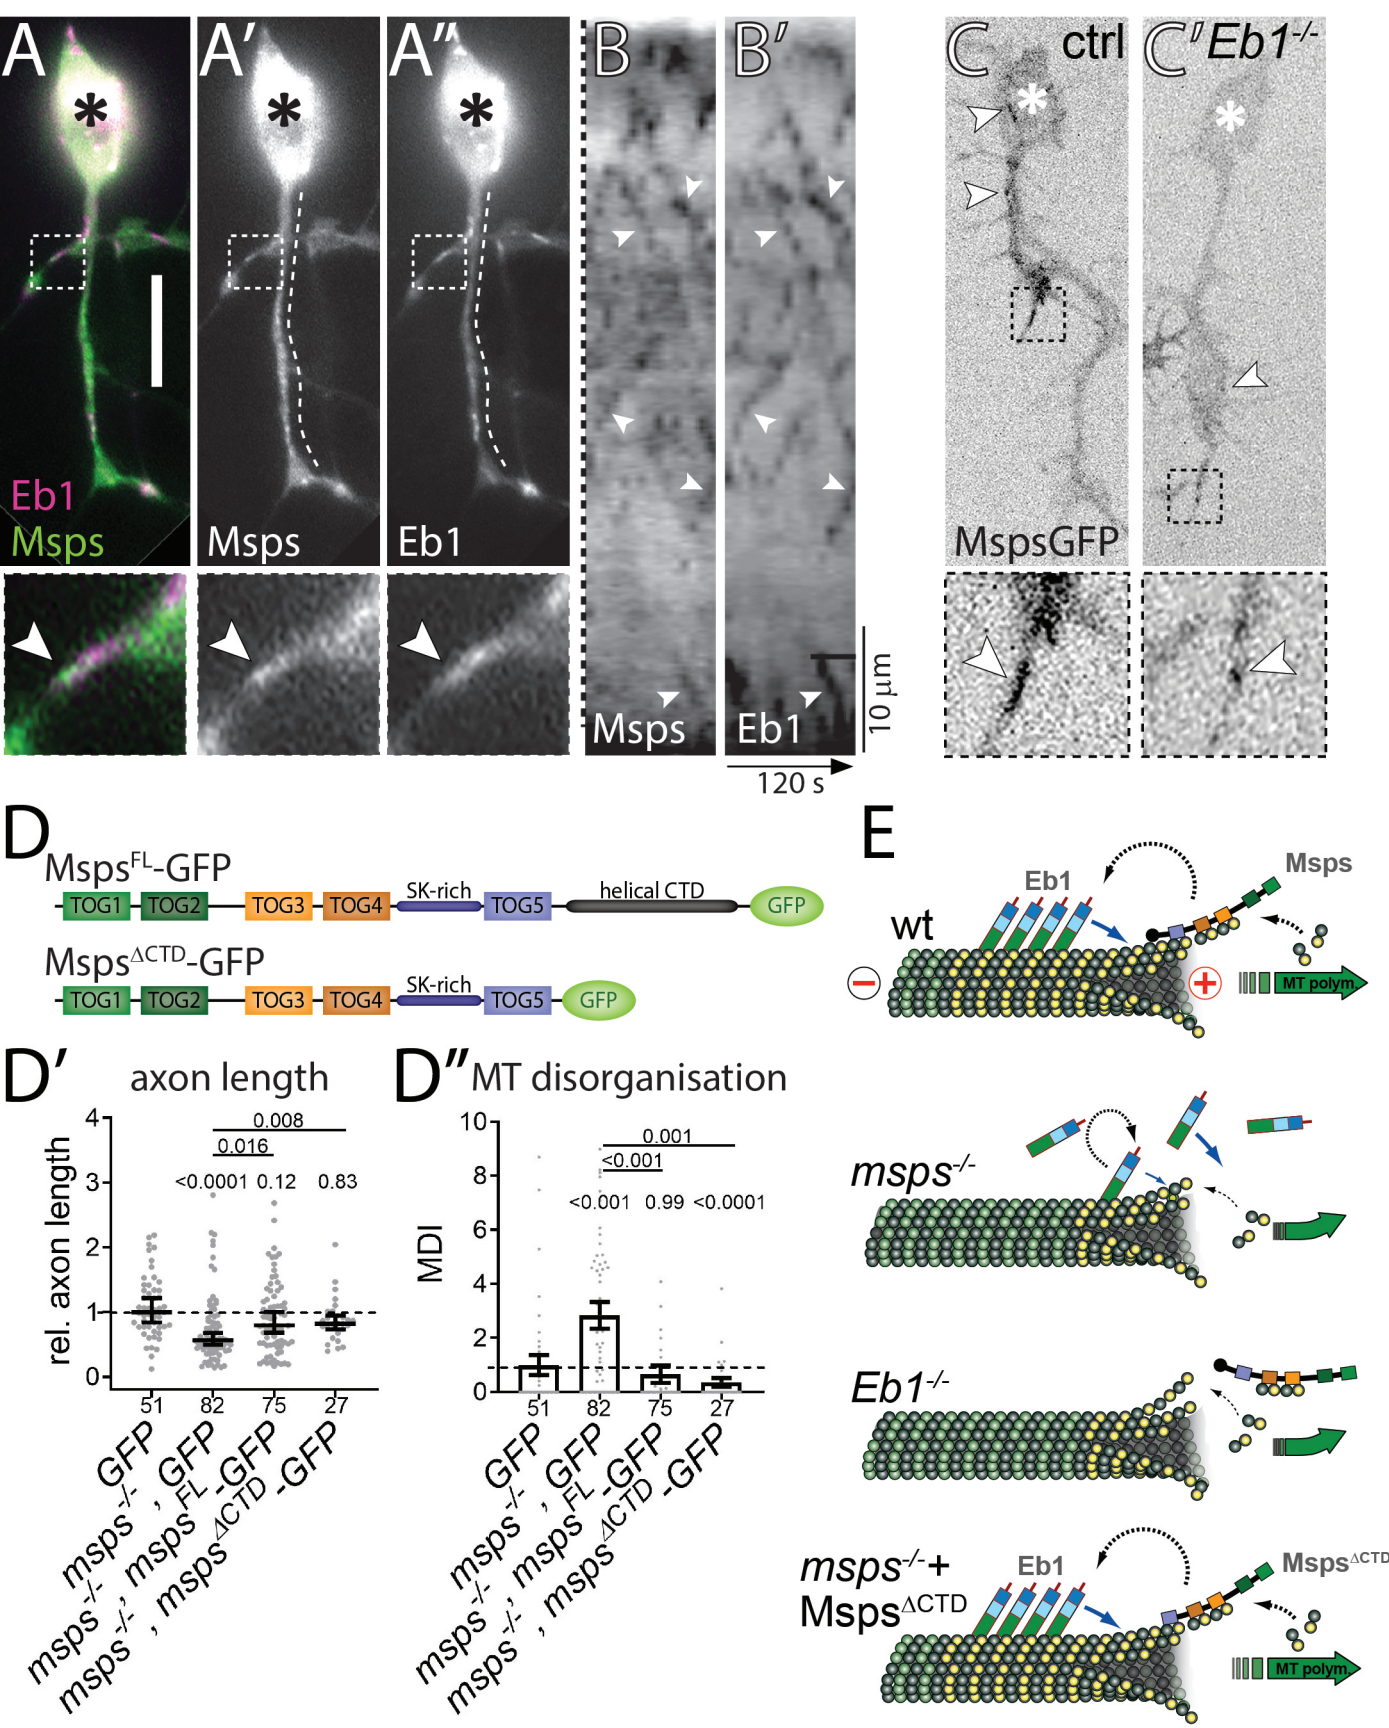 A
A′
A″
B
B′
C
ctrl
C′
Eb1-/-
*
*
*
*
*
Eb1
Msps
Msps
Eb1
MspsGFP
Msps
Eb1
10 µm
120 s
D
MspsFL-GFP
TOG1
TOG2
TOG3
TOG4
SK-rich
TOG5
helical CTD
GFP
MspsΔCTD-GFP
TOG1
TOG2
TOG3
TOG4
SK-rich
TOG5
GFP
D′
axon length
rel. axon length
4
3
2
1
0
0.008
0.016
<0.0001
0.12
0.83
51
82
75
27
GFP
msps-/-, GFP
msps-/-, mspsFL-GFP
msps-/-, mspsΔCTD-GFP
D″
MT disorganisation
MDI
10
8
6
4
2
0
0.001
<0.001
<0.001
0.99
<0.0001
51
82
75
27
GFP
msps-/-, GFP
msps-/-, mspsFL-GFP
msps-/-, mspsΔCTD-GFP
E
wt
Eb1
Msps
−
+
MT polym.
msps-/-
Eb1-/-
msps-/-+
MspsΔCTD
Eb1
MspsΔCTD
MT polym.